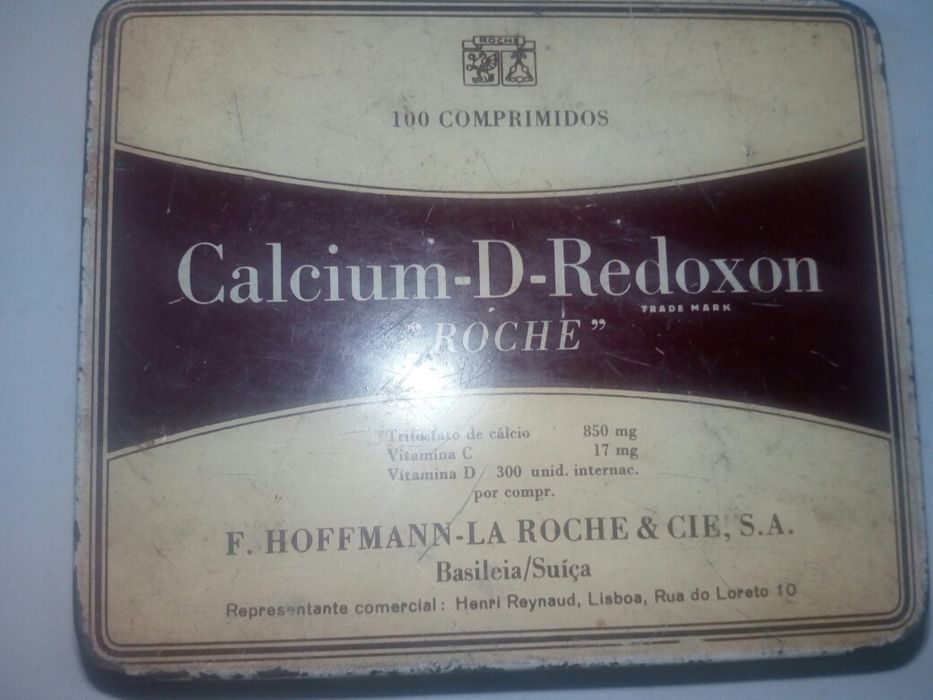 ROCHE
100 COMPRIMIDOS
Calcium-D-Redoxon
TRADE MARK
"ROCHE"
Trifosfato de cálcio 850 mg
Vitamina C 17 mg
Vitamina D 300 unid. internac.
por compr.
F. HOFFMANN-LA ROCHE & CIE, S.A.
Basileia/Suíça
Representante comercial: Henri Reynaud, Lisboa, Rua do Loreto 10